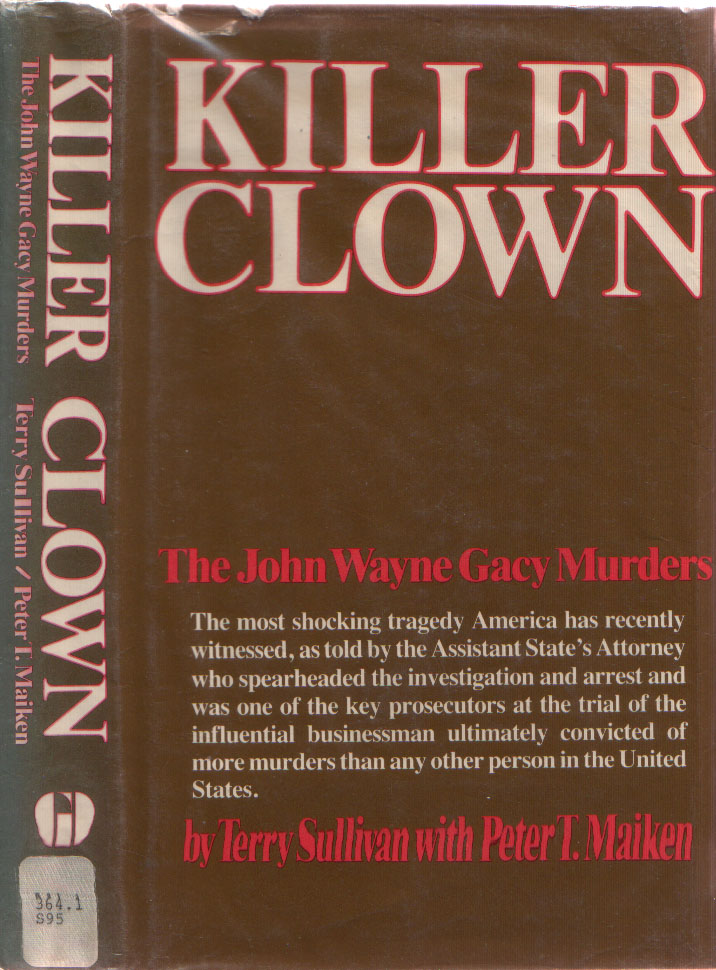 KILLER CLOWN
The John Wayne Gacy Murders
Terry Sullivan / Peter T. Maiken
364.1
S95
KILLER
CLOWN
The John Wayne Gacy Murders
The most shocking tragedy America has recently
witnessed, as told by the Assistant State's Attorney
who spearheaded the investigation and arrest and
was one of the key prosecutors at the trial of the
influential businessman ultimately convicted of
more murders than any other person in the United
States.
by Terry Sullivan with Peter T. Maiken